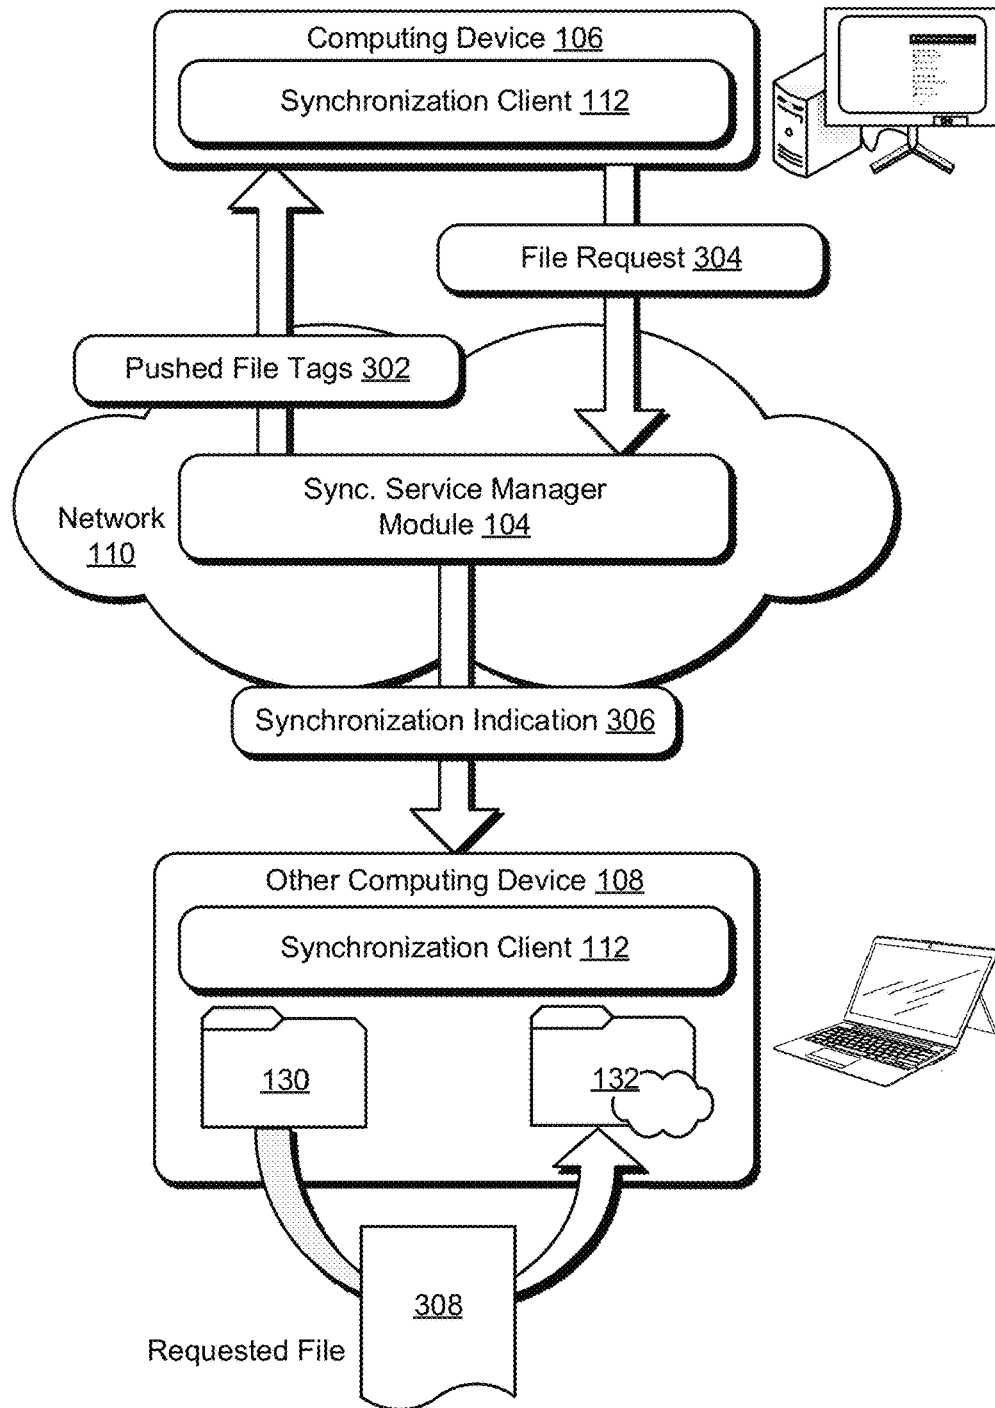 Computing Device 106
Synchronization Client 112
File Request 304
Pushed File Tags 302
Sync. Service Manager
Module 104
Network
110
Synchronization Indication 306
Other Computing Device 108
Synchronization Client 112
130
132
308
Requested File